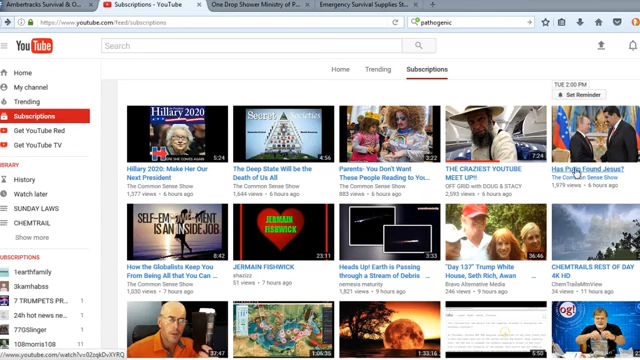 Ambertracks Survival & O...
Subscriptions - YouTube
One Drop Shower Ministry of P...
Emergency Survival Supplies St...
https://www.youtube.com/feed/subscriptions
pathogenic
YouTube
Search
Home
Trending
Subscriptions
Home
My channel
Trending
Subscriptions
Get YouTube Red
Get YouTube TV
IBRARY
History
Watch later
SUNDAY LAWS
CHEMTRAIL
Show more
UBSCRIPTIONS
1earthfamily
3kamhabss
7 TRUMPETS PR...
24h hot news ne...
77GSlinger
108morris108
TUE 2:00 PM
Set Reminder
Hillary 2020
5:24
Hillary 2020: Make Her Our
Next President
The Common Sense Show
1,377 views • 6 hours ago
Secret Societies
4:56
The Deep State will be the
Death of Us All
The Common Sense Show
1,644 views • 6 hours ago
3:22
Parents- You Don't Want
These People Reading to Yo...
The Common Sense Show
883 views • 6 hours ago
7:24
THE CRAZIEST YOUTUBE
MEET UP!!
OFF GRID with DOUG & STACY
2,593 views • 6 hours ago
Has Putin Found Jesus?
The Common Sense Show
1,979 views • 6 hours ago
SELF-EM
MENT IS
AN INSIDE JOB
8:42
How the Globalists Keep You
From Being All that You Can ...
The Common Sense Show
1,030 views • 7 hours ago
JERMAIN
FISHWICK
23:11
JERMAIN FISHWICK
51 views • 7 hours ago
3:33
Heads Up! Earth is Passing
through a Stream of Debris
nemesis maturity
1,821 views • 9 hours ago
36:46
"Day 137" Trump White
House, Seth Rich, Awan
Bravo Alternative Media
246 views • 9 hours ago
CHEMTRAILS REST OF DAY
4K HD
ChemTrailMtnView
34 views • 11 hours ago
37:47
1:06:35
1:33:16
5:50